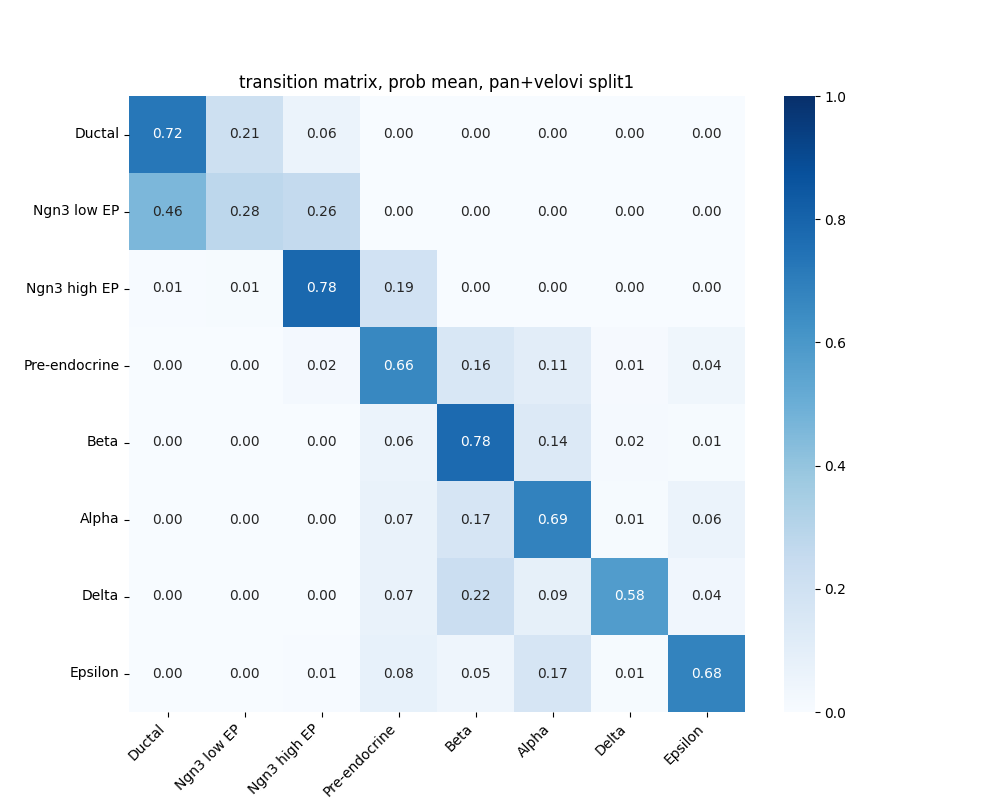 transition matrix, prob mean, pan+velovi split1
Ductal 0.72 0.21 0.06 0.00 0.00 0.00 0.00 0.00
Ngn3 low EP 0.46 0.28 0.26 0.00 0.00 0.00 0.00 0.00
Ngn3 high EP 0.01 0.01 0.78 0.19 0.00 0.00 0.00 0.00
Pre-endocrine 0.00 0.00 0.02 0.66 0.16 0.11 0.01 0.04
Beta 0.00 0.00 0.00 0.06 0.78 0.14 0.02 0.01
Alpha 0.00 0.00 0.00 0.07 0.17 0.69 0.01 0.06
Delta 0.00 0.00 0.00 0.07 0.22 0.09 0.58 0.04
Epsilon 0.00 0.00 0.01 0.08 0.05 0.17 0.01 0.68
Ductal Ngn3 low EP Ngn3 high EP Pre-endocrine Beta Alpha Delta Epsilon
1.0
0.8
0.6
0.4
0.2
0.0